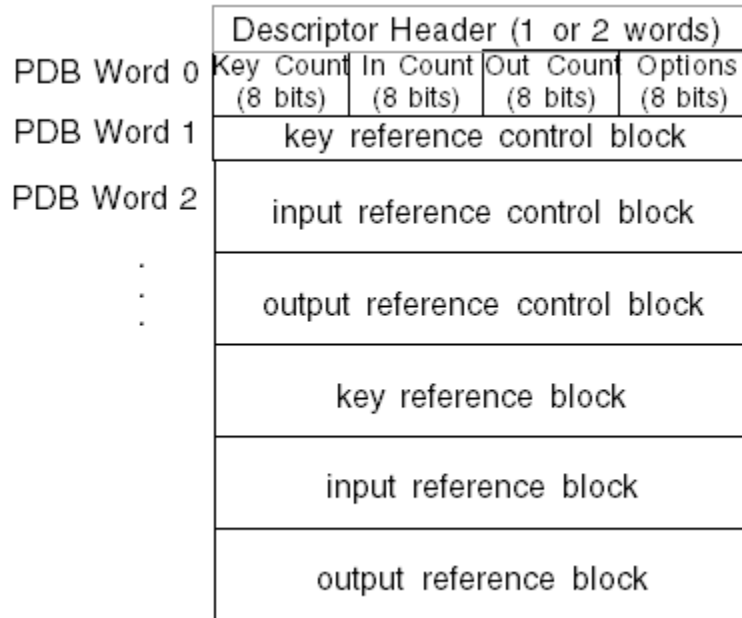 Descriptor Header (1 or 2 words)
PDB Word 0
Key Count In Count Out Count Options
(8 bits) (8 bits) (8 bits) (8 bits)
PDB Word 1
key reference control block
PDB Word 2
input reference control block
.
.
.
output reference control block
key reference block
input reference block
output reference block